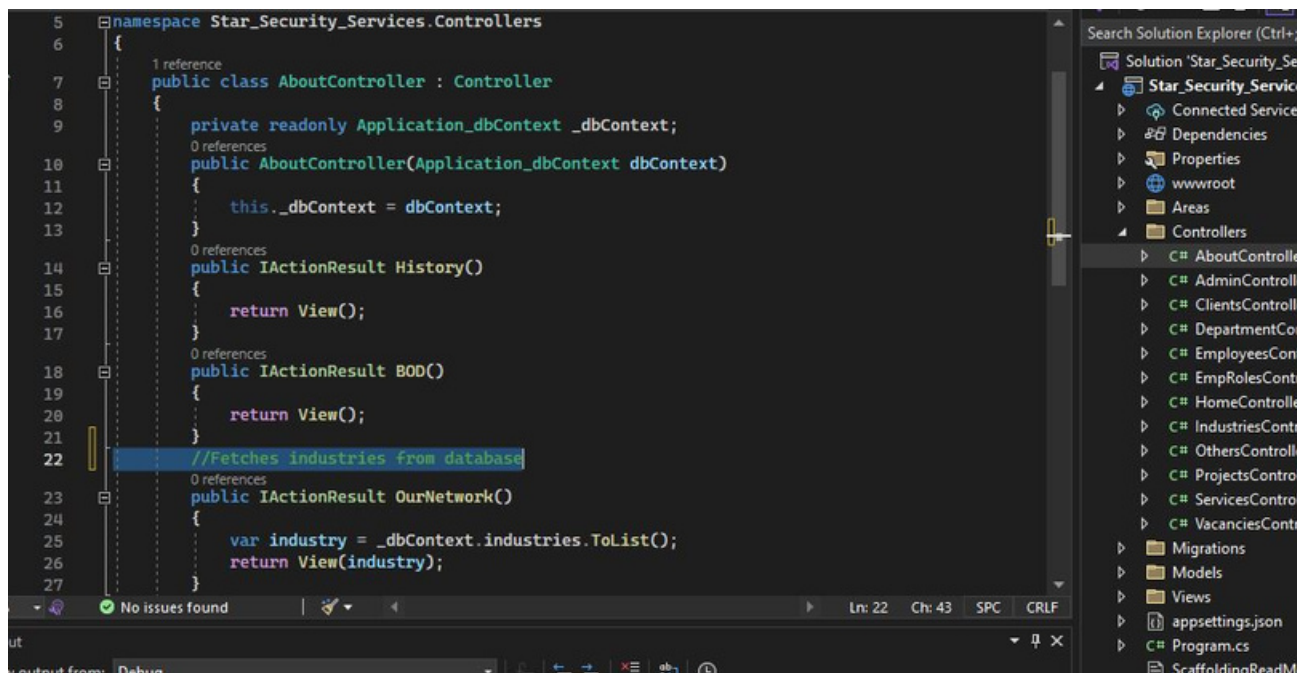 5 namespace Star_Security_Services.Controllers
6 {
1 reference
7 public class AboutController : Controller
8 {
9 private readonly Application_dbContext _dbContext;
0 references
10 public AboutController(Application_dbContext dbContext)
11 {
12 this._dbContext = dbContext;
13 }
0 references
14 public IActionResult History()
15 {
16 return View();
17 }
0 references
18 public IActionResult BOD()
19 {
20 return View();
21 }
22 //Fetches industries from database
0 references
23 public IActionResult OurNetwork()
24 {
25 var industry = _dbContext.industries.ToList();
26 return View(industry);
27 }
No issues found Ln: 22 Ch: 43 SPC CRLF
ut
output from: Debug
Search Solution Explorer (Ctrl+;
Solution 'Star_Security_Se
Star_Security_Service
Connected Service
Dependencies
Properties
wwwroot
Areas
Controllers
C# AboutControlle
C# AdminControll
C# ClientsControll
C# DepartmentCo
C# EmployeesCon
C# EmpRolesCont
C# HomeControlle
C# IndustriesContr
C# OthersControll
C# ProjectsContro
C# ServicesContro
C# VacanciesContr
Migrations
Models
Views
appsettings.json
C# Program.cs
ScaffoldingReadM